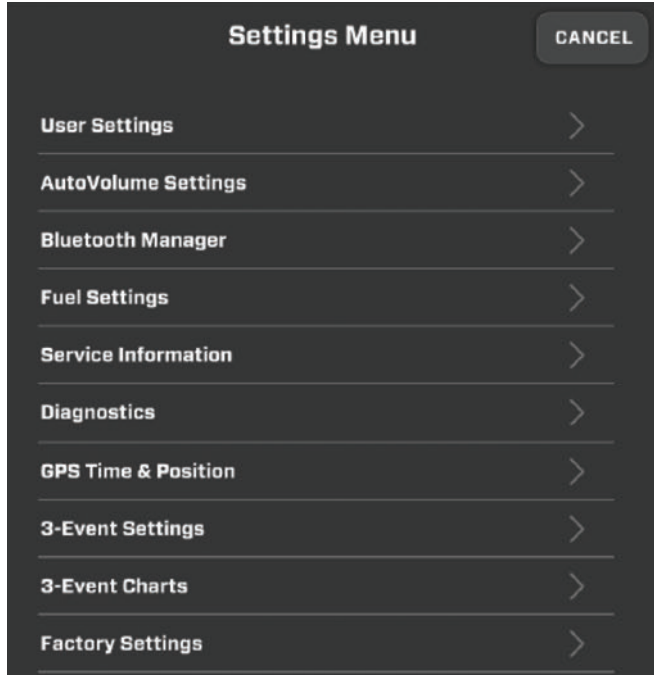 Settings Menu
CANCEL
User Settings
AutoVolume Settings
Bluetooth Manager
Fuel Settings
Service Information
Diagnostics
GPS Time & Position
3-Event Settings
3-Event Charts
Factory Settings